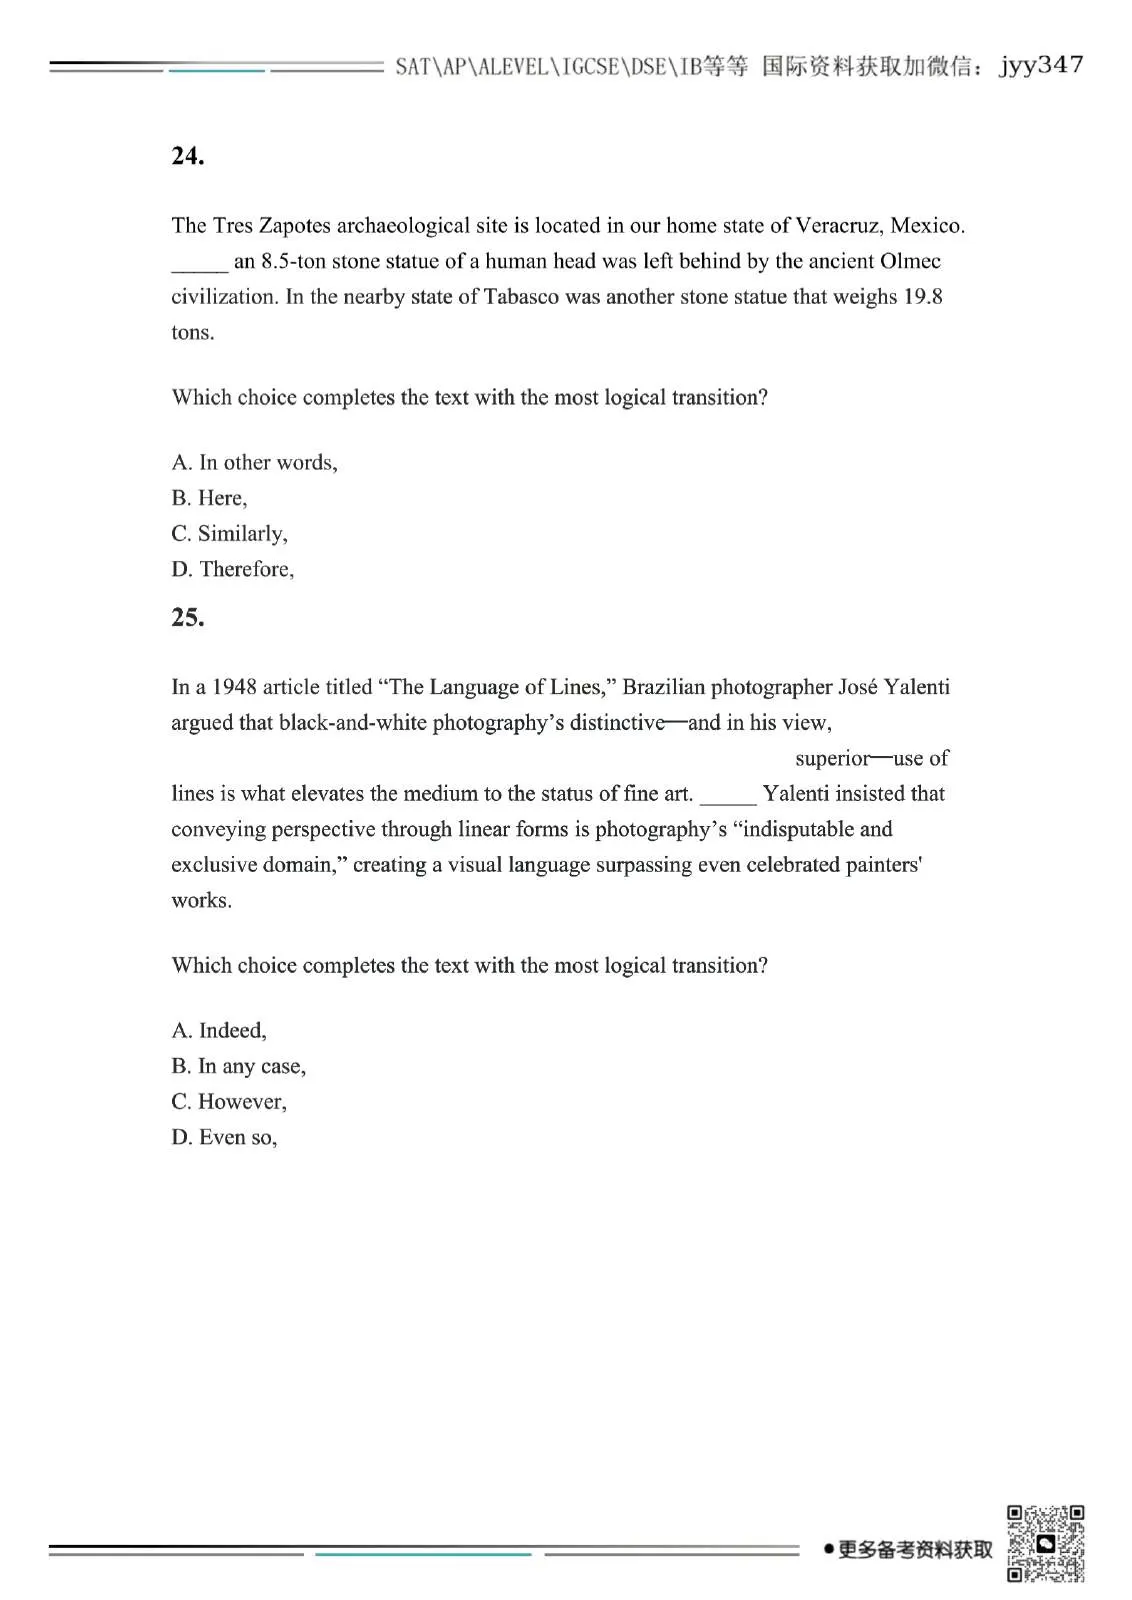 SAT\AP\ALEVEL\IGCSE\DSE\IB等等 国际资料获取加微信：jyy347
24.
The Tres Zapotes archaeological site is located in our home state of Veracruz, Mexico.
_____ an 8.5-ton stone statue of a human head was left behind by the ancient Olmec
civilization. In the nearby state of Tabasco was another stone statue that weighs 19.8
tons.
Which choice completes the text with the most logical transition?
A. In other words,
B. Here,
C. Similarly,
D. Therefore,
25.
In a 1948 article titled “The Language of Lines,” Brazilian photographer José Yalenti
argued that black-and-white photography’s distinctive—and in his view,
superior—use of
lines is what elevates the medium to the status of fine art. _____ Yalenti insisted that
conveying perspective through linear forms is photography’s “indisputable and
exclusive domain,” creating a visual language surpassing even celebrated painters'
works.
Which choice completes the text with the most logical transition?
A. Indeed,
B. In any case,
C. However,
D. Even so,
●更多备考资料获取